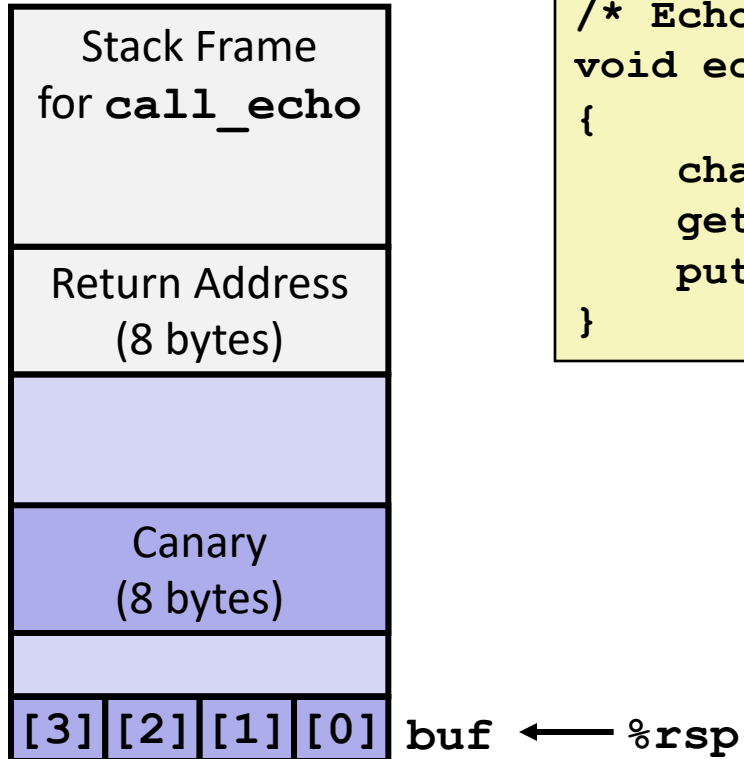 Stack Frame
for call_echo
Return Address
(8 bytes)
Canary
(8 bytes)
[3] [2] [1] [0] buf %rsp
/* Echo
void ec
{
cha
get
put
}